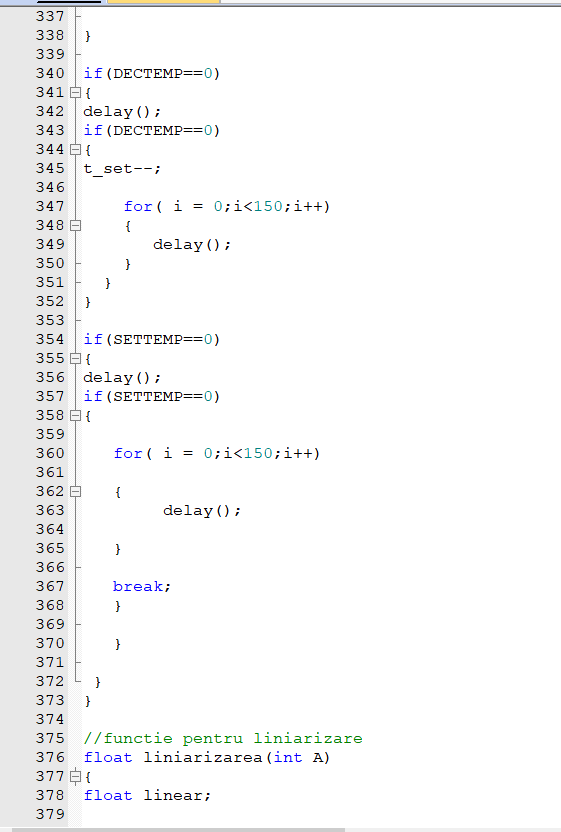 337
338 }
339
340 if(DECTEMP==0)
341 {
342 delay();
343 if(DECTEMP==0)
344 {
345 t_set--;
346
347 for( i = 0;i<150;i++)
348 {
349 delay();
350 }
351 }
352 }
353
354 if(SETTEMP==0)
355 {
356 delay();
357 if(SETTEMP==0)
358 {
359
360 for( i = 0;i<150;i++)
361
362 {
363 delay();
364
365 }
366
367 break;
368 }
369
370 }
371
372 }
373 }
374
375 //functie pentru liniarizare
376 float liniarizarea(int A)
377 {
378 float linear;
379